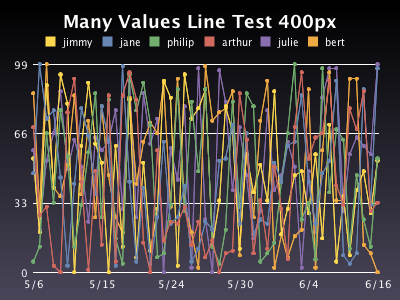 Many Values Line Test 400px
jimmy jude philip arthur julie bert
99
66
33
0
5/6 5/15 5/24 5/30 6/4 6/16